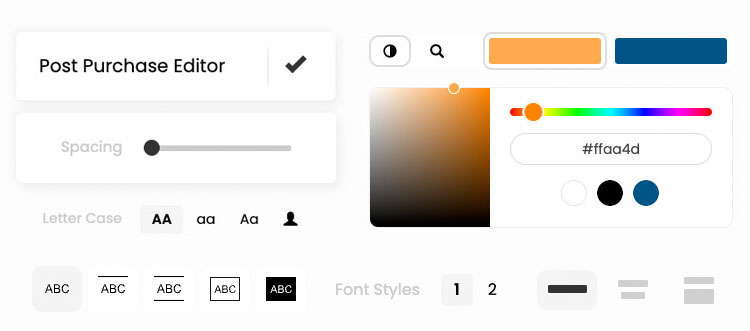 Post Purchase Editor
Spacing
#ffaa4d
Letter Case AA aa Aa
ABC ABC ABC ABC ABC Font Styles 1 2